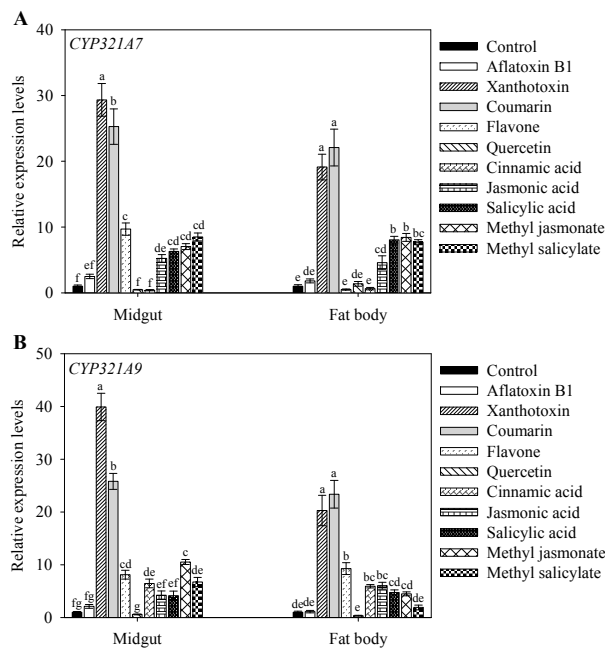 A
CYP321A7
Relative expression levels
40
30
20
10
0
f ef a b c f f de cd cd cd
e de a a e e e cd b b bc
Midgut
Fat body
Control
Aflatoxin B1
Xanthotoxin
Coumarin
Flavone
Quercetin
Cinnamic acid
Jasmonic acid
Salicylic acid
Methyl jasmonate
Methyl salicylate
B
CYP321A9
Relative expression levels
50
40
30
20
10
0
fg fg a b cd g de ef ef c de
de de a a b e bc bc cd cd de
Midgut
Fat body
Control
Aflatoxin B1
Xanthotoxin
Coumarin
Flavone
Quercetin
Cinnamic acid
Jasmonic acid
Salicylic acid
Methyl jasmonate
Methyl salicylate